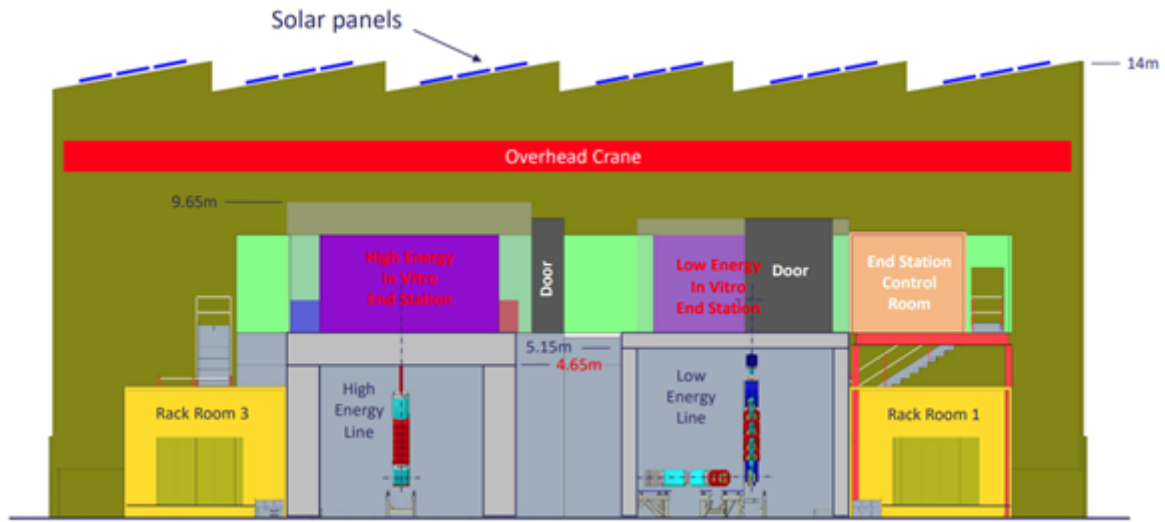 Solar panels
14m
Overhead Crane
9.65m
High Energy
In Vitro
End Station
Door
Low Energy
In Vitro
End Station
Door
End Station
Control
Room
5.15m
4.65m
Rack Room 3
High
Energy
Line
Low
Energy
Line
Rack Room 1